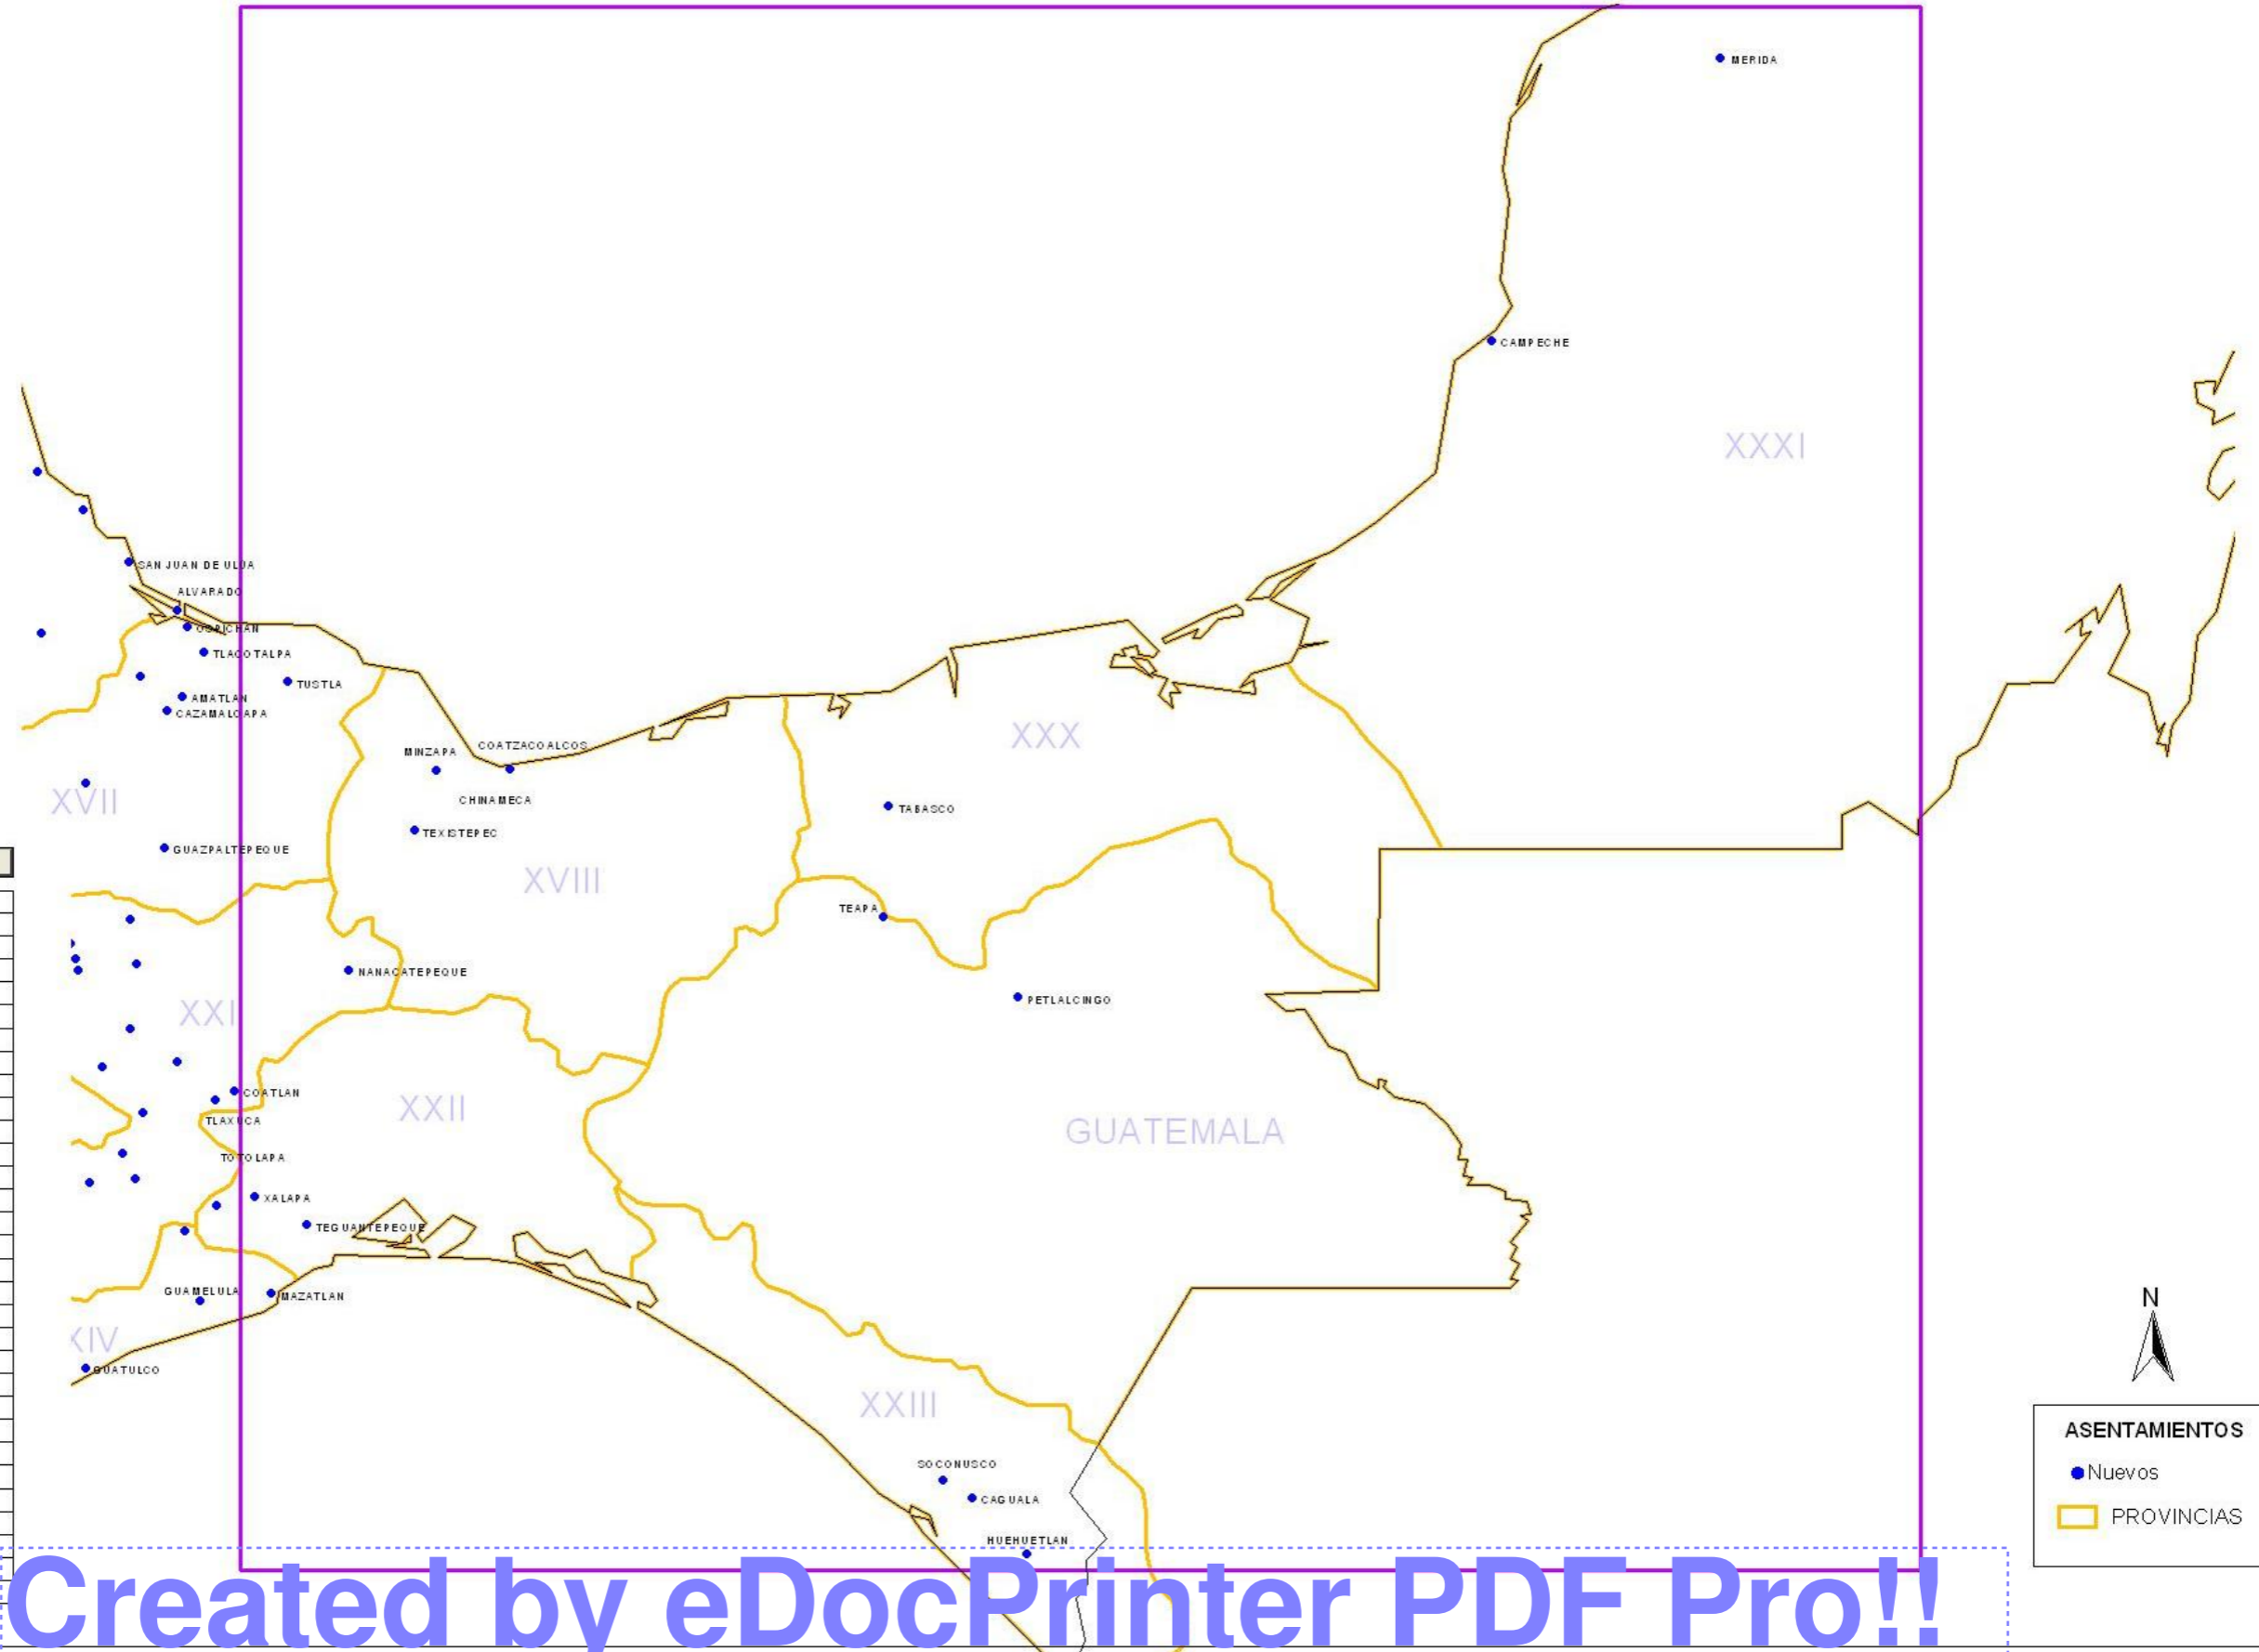 MERIDA
CAMPECHE
XXXI
SAN JUAN DE ULUA
ALVARADO
TLACOTALPA
TUSTLA
AMATLAN
CAZAMALOAPA
XXX
MINZAPA
COATZACOALCOS
XVII
CHINAMECA
TABASCO
TEXISTEPEC
GUAZPALTEPEQUE
XVIII
TEAPA
NANACATEPEQUE
PETLALCINGO
XXI
COATLAN
XXII
TLAXUCA
GUATEMALA
TOTOLAPA
XALAPA
TEGUANTEPEQUE
GUAMELULA
MAZATLAN
N
XIV
GUATULCO
XXIII
ASENTAMIENTOS
SOCONUSCO
Nuevos
CAGUALA
PROVINCIAS
HUEHUETLAN
Created by eDocPrinter PDF Pro!!